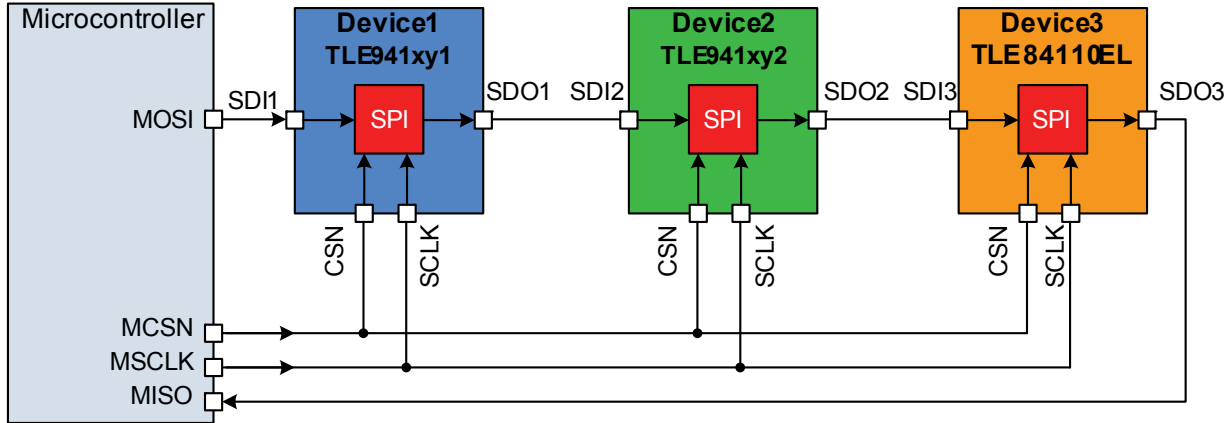 Microcontroller
Device1
TLE941xy1
Device2
TLE941xy2
Device3
TLE84110EL
MOSI
SDI1
SPI
SDO1
SDI2
SPI
SDO2
SDI3
SPI
SDO3
CSN
SCLK
CSN
SCLK
CSN
SCLK
MCSN
MSCLK
MISO